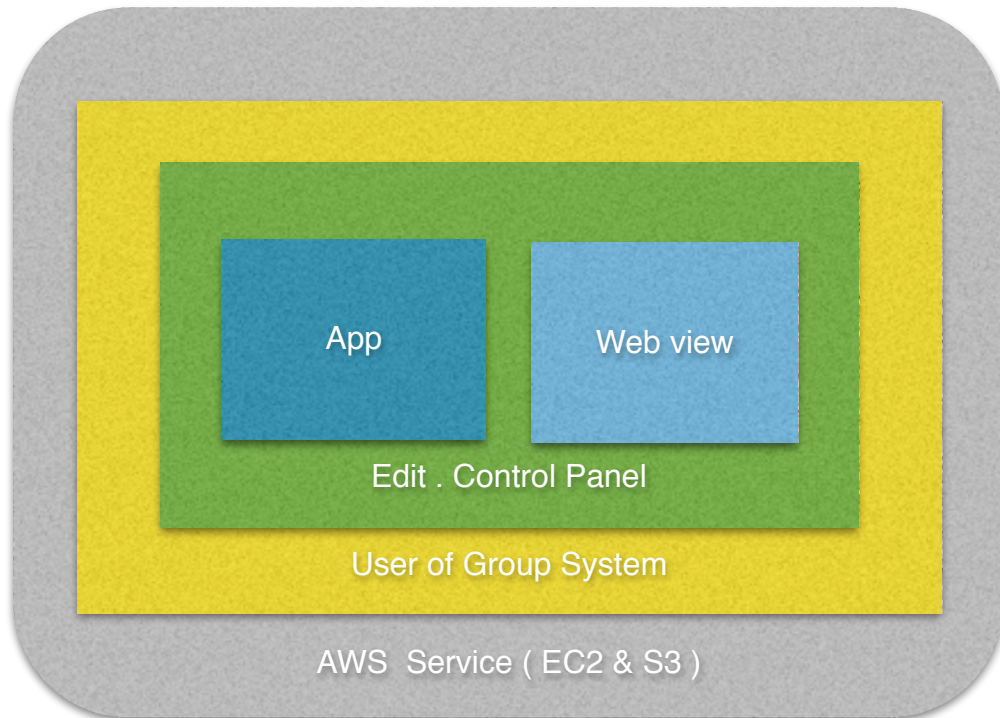 App
Web view
Edit . Control Panel
User of Group System
AWS  Service ( EC2 & S3 )